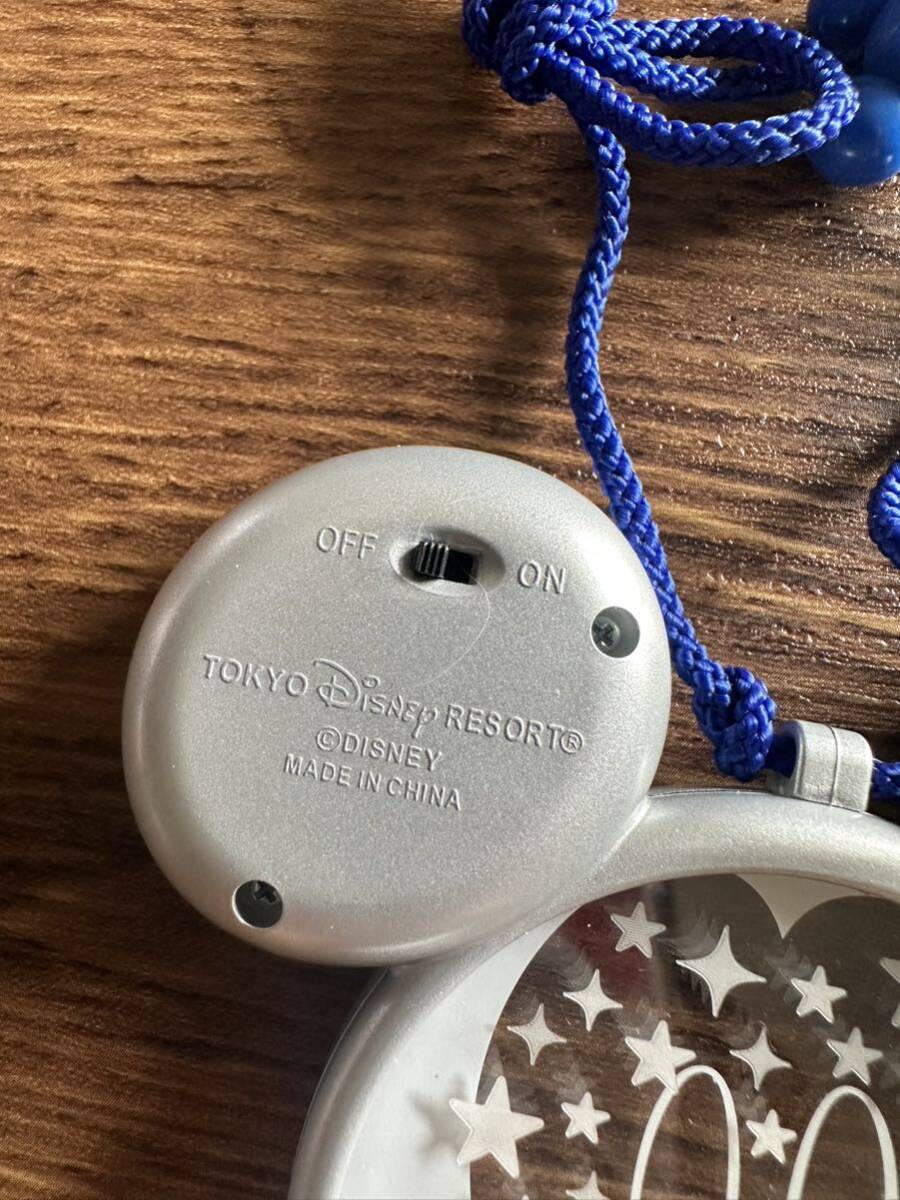 OFF ON
TOKYO Disney RESORT®
©DISNEY
MADE IN CHINA